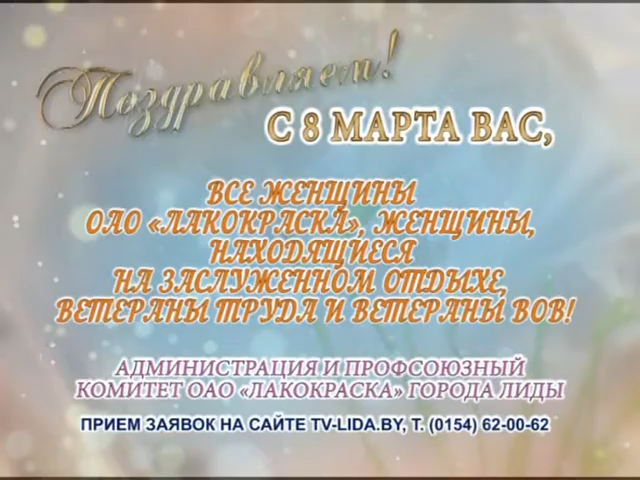 Поздравляем!
С 8 МАРТА ВАС,
ВСЕ ЖЕНЩИНЫ
ОАО «ЛАКОКРАСКА», ЖЕНЩИНЫ,
НАХОДЯЩИЕСЯ
НА ЗАСЛУЖЕННОМ ОТДЫХЕ,
ВЕТЕРАНЫ ТРУДА И ВЕТЕРАНЫ ВОВ!
АДМИНИСТРАЦИЯ И ПРОФСОЮЗНЫЙ
КОМИТЕТ ОАО «ЛАКОКРАСКА» ГОРОДА ЛИДЫ
ПРИЕМ ЗАЯВОК НА САЙТЕ TV-LIDA.BY, Т. (0154) 62-00-62